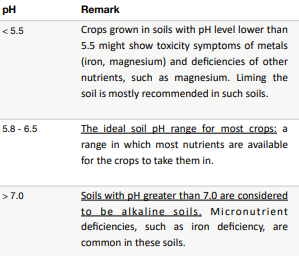 pH Remark
< 5.5 Crops grown in soils with pH level lower than
5.5 might show toxicity symptoms of metals
(iron, magnesium) and deficiencies of other
nutrients, such as magnesium. Liming the
soil is mostly recommended in such soils.
5.8 - 6.5 The ideal soil pH range for most crops: a
range in which most nutrients are available
for the crops to take them in.
> 7.0 Soils with pH greater than 7.0 are considered
to be alkaline soils. Micronutrient
deficiencies, such as iron deficiency, are
common in these soils.